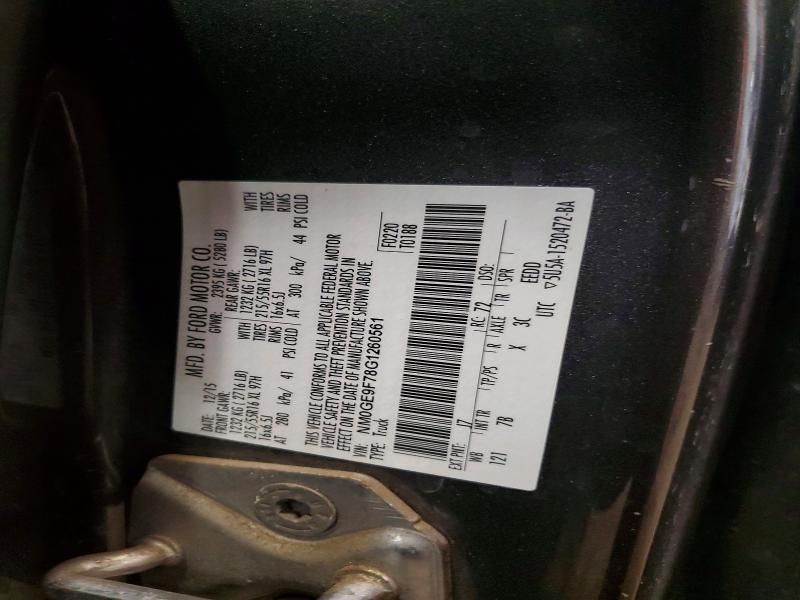 MFD. BY FORD MOTOR CO.
DATE: 12/15 GVWR: 2395 KG ( 5280 LB)
FRONT GAWR: REAR GAWR: WITH
1232 KG ( 2716 LB) WITH 1232 KG ( 2716 LB) TIRES
215/55R16 XL 97H TIRES 215/55R16 XL 97H RIMS
16x6.5J RIMS 16x6.5J
AT 280 kPa/ 41 PSI COLD AT 300 kPa/ 44 PSI COLD
THIS VEHICLE CONFORMS TO ALL APPLICABLE FEDERAL MOTOR
VEHICLE SAFETY, AND THEFT PREVENTION STANDARDS IN
EFFECT ON THE DATE OF MANUFACTURE SHOWN ABOVE.
VIN: NM0GE9F78G1260561 F0220
TYPE: Truck T0188
EXT PNT: J7 RC: 72 DSO:
WB INT TR TP/PS R AXLE TR SPR
121 7B X 3C EEDD
UTC ▽5U5A-1520472-BA